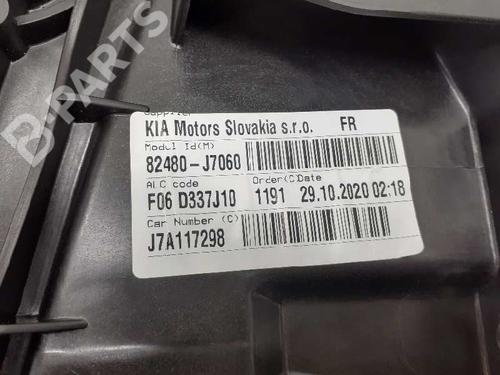 B-PARTS
Supplier
KIA Motors Slovakia s.r.o. FR
Modul Id(M)
82480-J7060
ALC code Order(C)Date
F06 D337J10 1191 29.10.2020 02:18
Car Number (C)
J7A117298